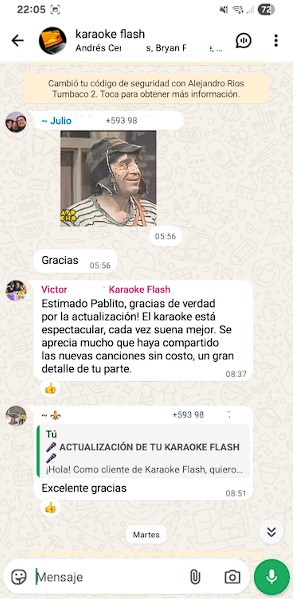 22:05
72
karaoke flash
Andrés Cer s, Bryan F
Cambió tu código de seguridad con Alejandro Rios
Tumbaco 2. Toca para obtener más información.
~ Julio +593 98
05:56
Gracias
05:56
Victor Karaoke Flash
Estimado Pablito, gracias de verdad
por la actualización! El karaoke está
espectacular, cada vez suena mejor. Se
aprecia mucho que haya compartido
las nuevas canciones sin costo, un gran
detalle de tu parte.
08:37
👍
~ ⚜️ +593 98
Tú
🎤 ACTUALIZACIÓN DE TU KARAOKE FLASH
🎤
¡Hola! Como cliente de Karaoke Flash, quiero...
Excelente gracias
08:51
👍
Martes
Mensaje